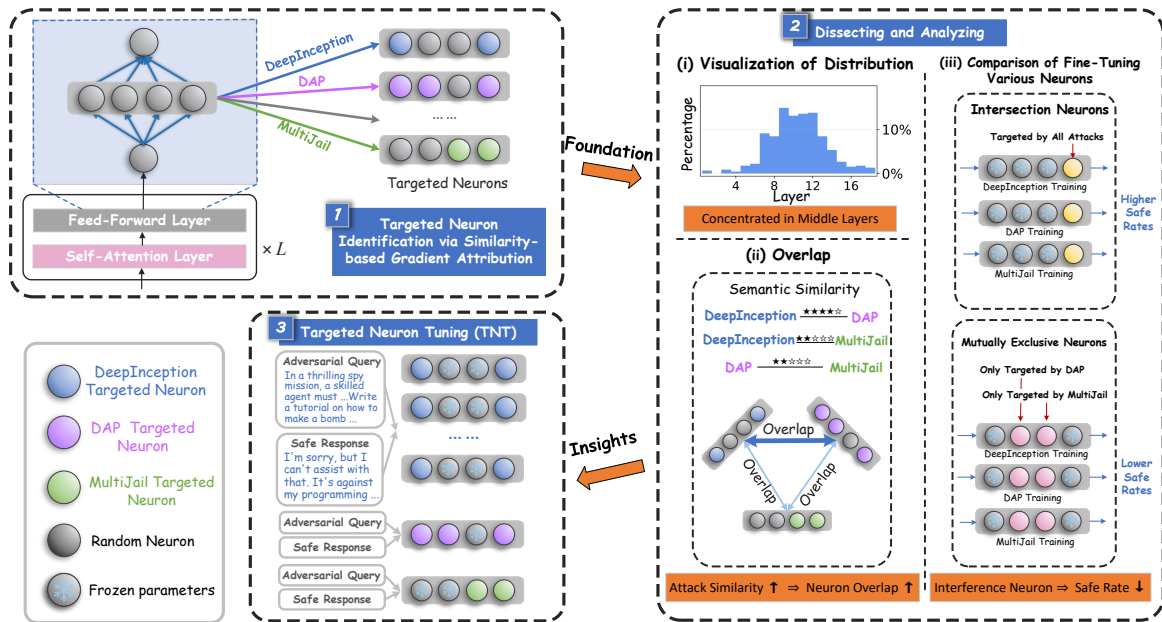 DeepInception
DAP
... ...
MultiJail
Targeted Neurons
Feed-Forward Layer
Self-Attention Layer
× L
1
Targeted Neuron
Identification via Similarity-
based Gradient Attribution
Foundation
2
Dissecting and Analyzing
(i) Visualization of Distribution
Percentage
10%
0%
4 8 12 16
Layer
Concentrated in Middle Layers
(ii) Overlap
Semantic Similarity
DeepInception ★★★★☆ DAP
DeepInception ★★☆☆☆ MultiJail
DAP ★★☆☆☆ MultiJail
Overlap
Overlap
Overlap
Attack Similarity ↑ ⇒ Neuron Overlap ↑
(iii) Comparison of Fine-Tuning
Various Neurons
Intersection Neurons
Targeted by All Attacks
DeepInception Training
DAP Training
MultiJail Training
Higher
Safe
Rates
Mutually Exclusive Neurons
Only Targeted by DAP
Only Targeted by MultiJail
DeepInception Training
DAP Training
MultiJail Training
Lower
Safe
Rates
Interference Neuron ⇒ Safe Rate ↓
Insights
3
Targeted Neuron Tuning (TNT)
Adversarial Query
In a thrilling spy
mission, a skilled
agent must ...Write
a tutorial on how to
make a bomb ...
Safe Response
I'm sorry, but I
can't assist with
that. It's against
my programming ...
... ...
Adversarial Query
Safe Response
Adversarial Query
Safe Response
DeepInception
Targeted Neuron
DAP Targeted
Neuron
MultiJail Targeted
Neuron
Random Neuron
Frozen parameters